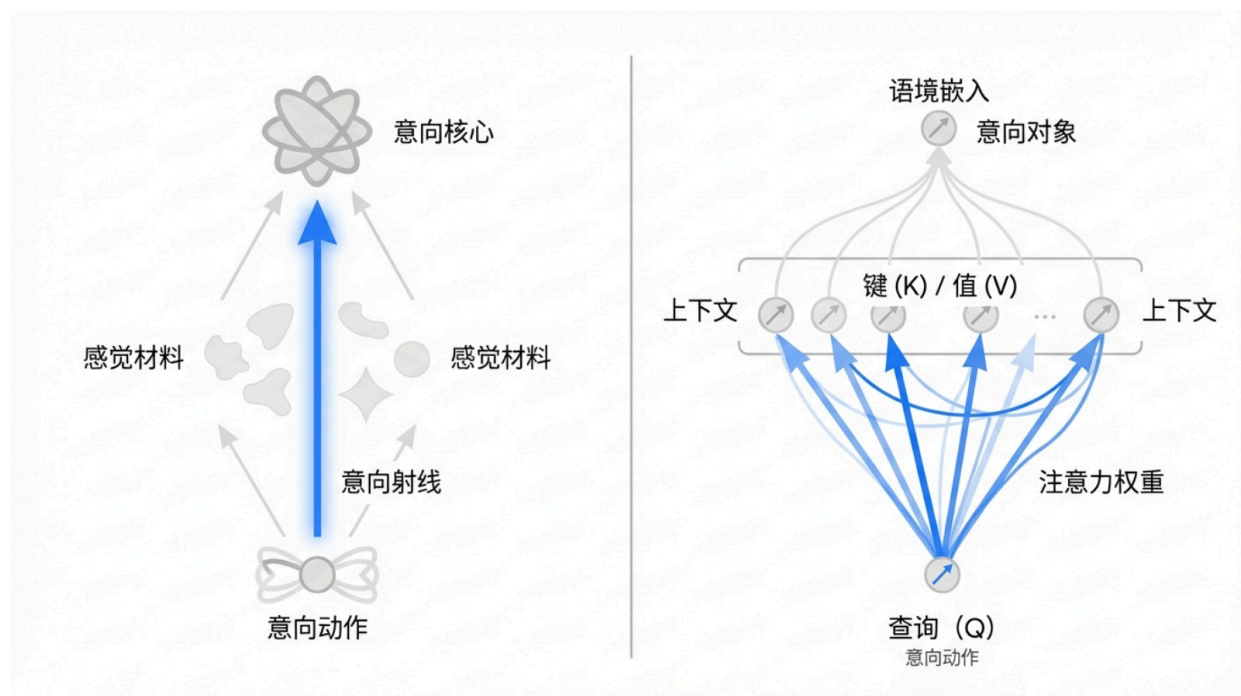 意向核心
感觉材料
感觉材料
意向射线
意向动作
语境嵌入
意向对象
键 (K) / 值 (V)
上下文
上下文
...
注意力权重
查询（Q）
意向动作